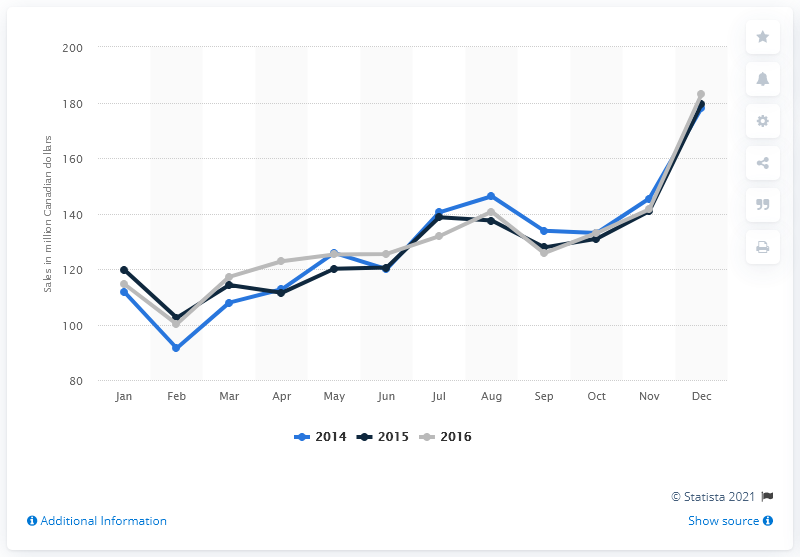 200
180
160
140
120
100
80
Sales in million Canadian dollars
Jan Feb Mar Apr May Jun Jul Aug Sep Oct Nov Dec
2014 2015 2016
© Statista 2021
Additional Information Show source